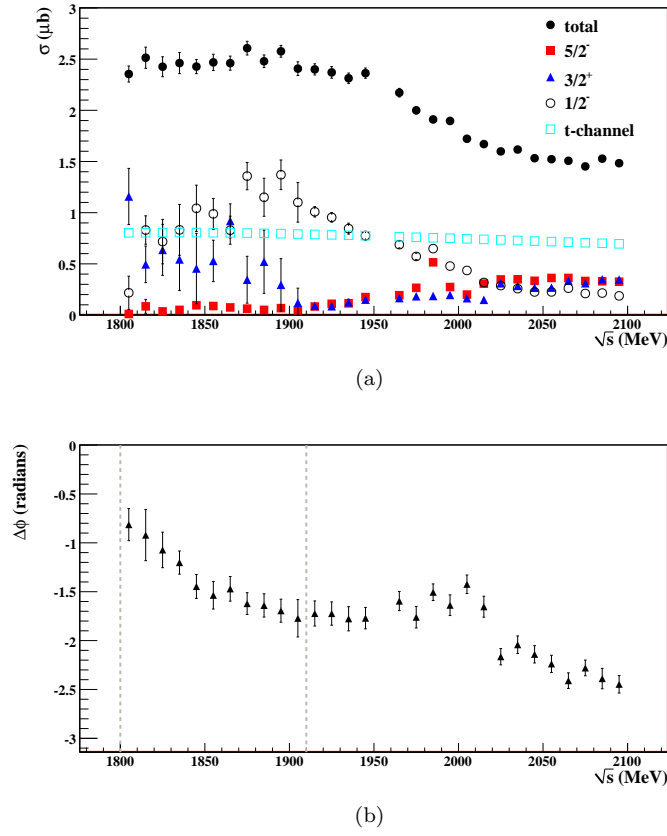 σ (μb)
3
2.5
2
1.5
1
0.5
0
total
5/2⁻
3/2⁺
1/2⁻
t-channel
1800 1850 1900 1950 2000 2050 2100
√s (MeV)
(a)
Δφ (radians)
0
-0.5
-1
-1.5
-2
-2.5
-3
1800 1850 1900 1950 2000 2050 2100
√s (MeV)
(b)